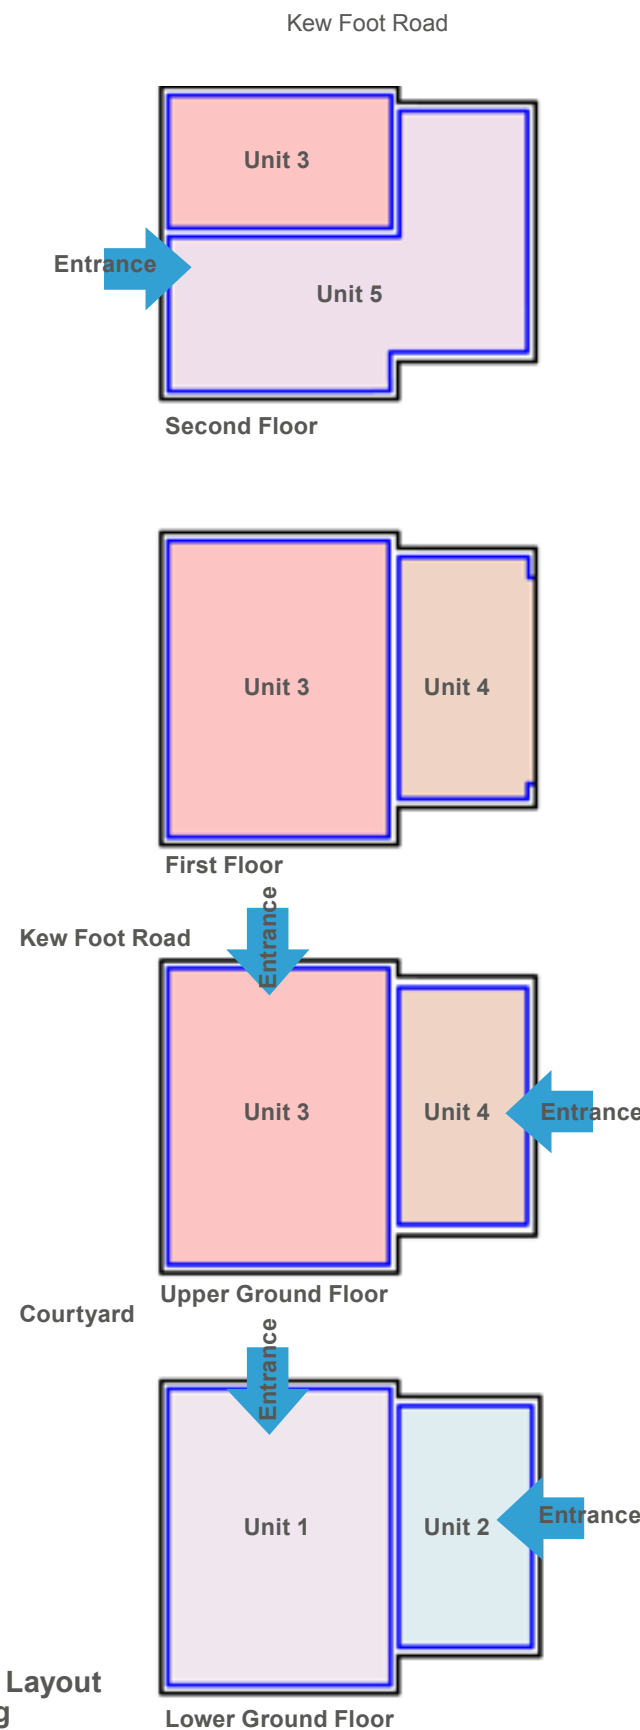 Kew Foot Road
Unit 3
Entrance
Unit 5
Second Floor
Unit 3
Unit 4
First Floor
Entrance
Kew Foot Road
Unit 3
Unit 4
Entrance
Upper Ground Floor
Courtyard
Entrance
Unit 1
Unit 2
Entrance
Layout
g
Lower Ground Floor